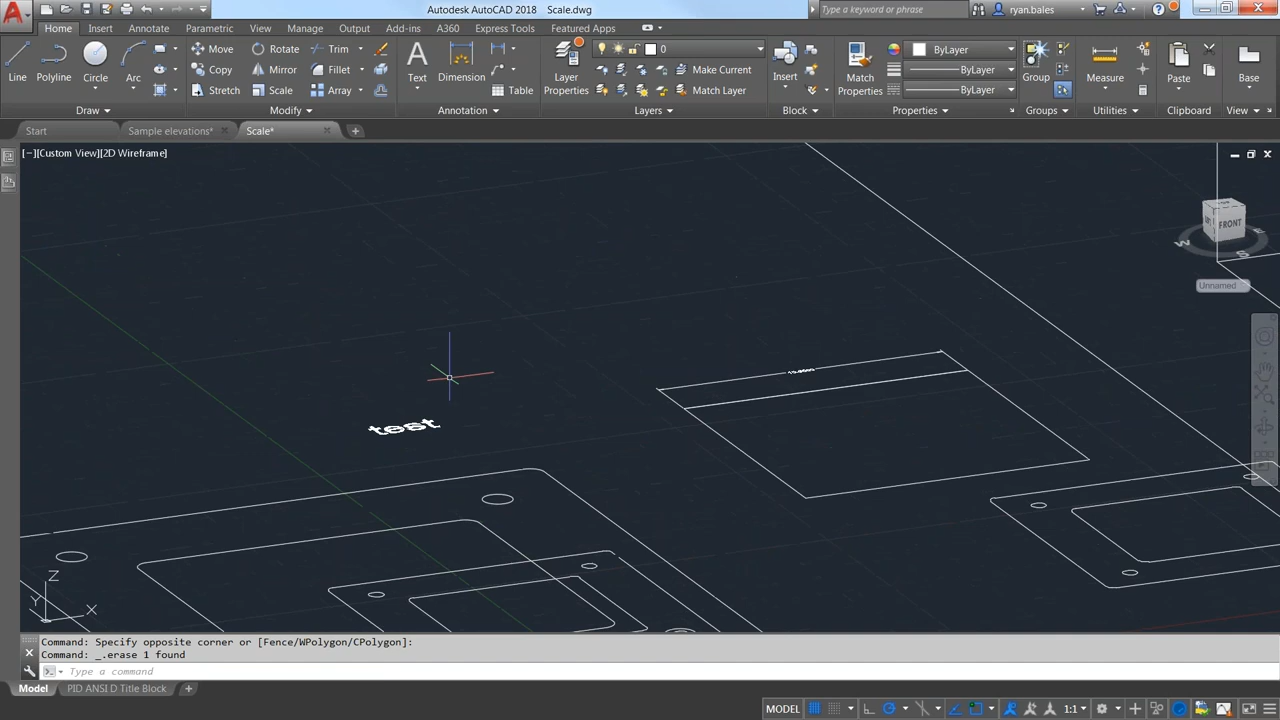 Autodesk AutoCAD 2018 Scale.dwg
Type a keyword or phrase
ryan.bales
Home Insert Annotate Parametric View Manage Output Add-ins A360 Express Tools Featured Apps
Line Polyline Circle Arc
Move Rotate Trim
Copy Mirror Fillet
Stretch Scale Array
Text Dimension Table
Layer Properties
0
Make Current
Match Layer
Insert
Match Properties
ByLayer
ByLayer
ByLayer
Group
Measure
Paste
Base
Draw Modify Annotation Layers Block Properties Groups Utilities Clipboard View
Start Sample elevations* Scale*
[−][Custom View][2D Wireframe]
FRONT
W
S
E
Unnamed
test
Z
Y
X
Command: Specify opposite corner or [Fence/WPolygon/CPolygon]:
Command: _.erase 1 found
Type a command
Model PID ANSI D Title Block
MODEL 1:1